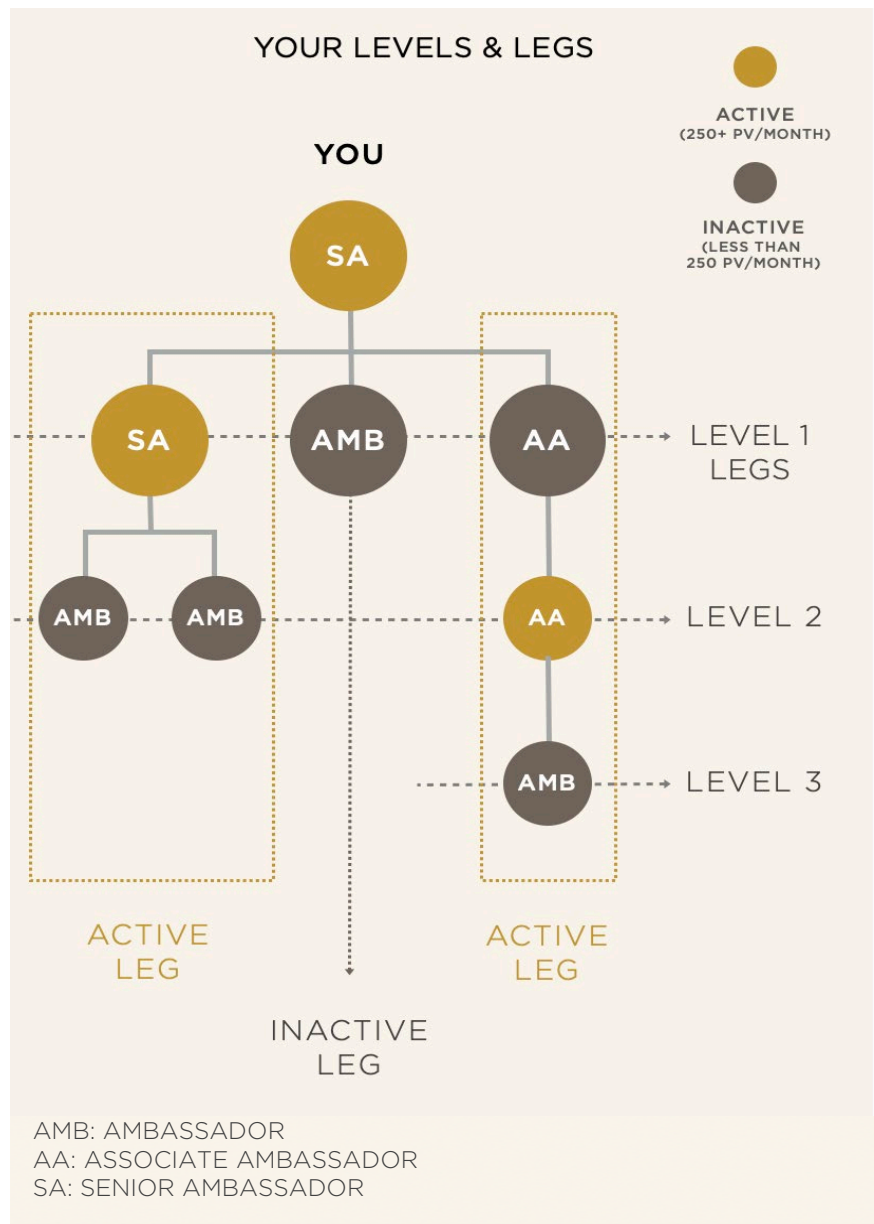 YOUR LEVELS & LEGS
ACTIVE
(250+ PV/MONTH)
YOU
INACTIVE
(LESS THAN
250 PV/MONTH)
SA
SA
AMB
AA
LEVEL 1
LEGS
AMB
AMB
AA
LEVEL 2
AMB
LEVEL 3
ACTIVE
LEG
ACTIVE
LEG
INACTIVE
LEG
AMB: AMBASSADOR
AA: ASSOCIATE AMBASSADOR
SA: SENIOR AMBASSADOR